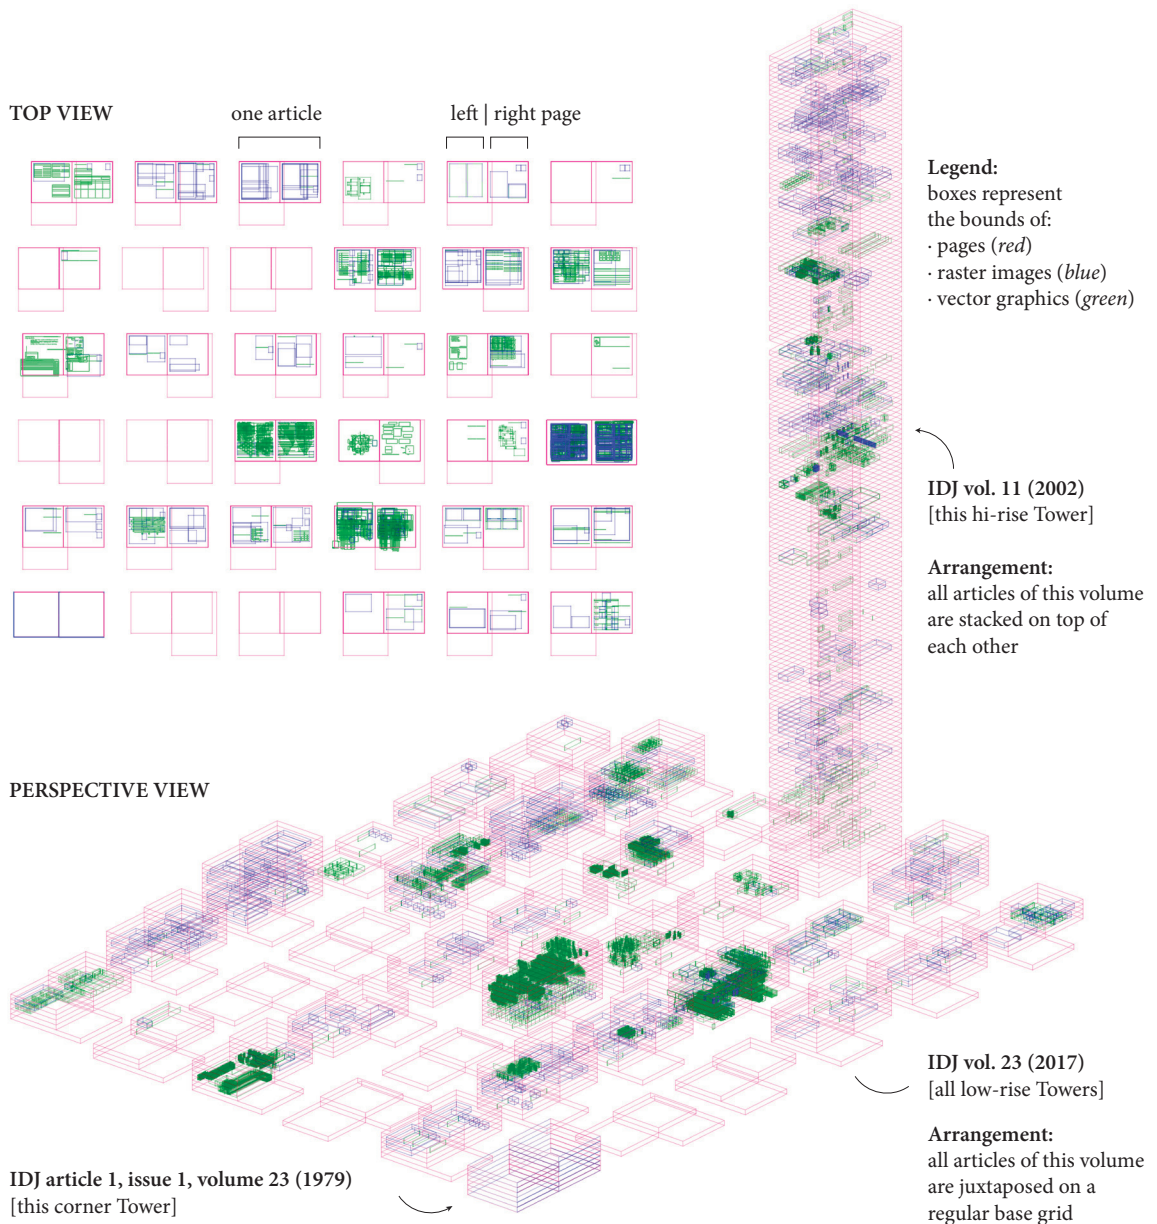 TOP VIEW
one article
left | right page
Legend:
boxes represent
the bounds of:
· pages (red)
· raster images (blue)
· vector graphics (green)
IDJ vol. 11 (2002)
[this hi-rise Tower]
Arrangement:
all articles of this volume
are stacked on top of
each other
PERSPECTIVE VIEW
IDJ vol. 23 (2017)
[all low-rise Towers]
Arrangement:
all articles of this volume
are juxtaposed on a
regular base grid
IDJ article 1, issue 1, volume 23 (1979)
[this corner Tower]